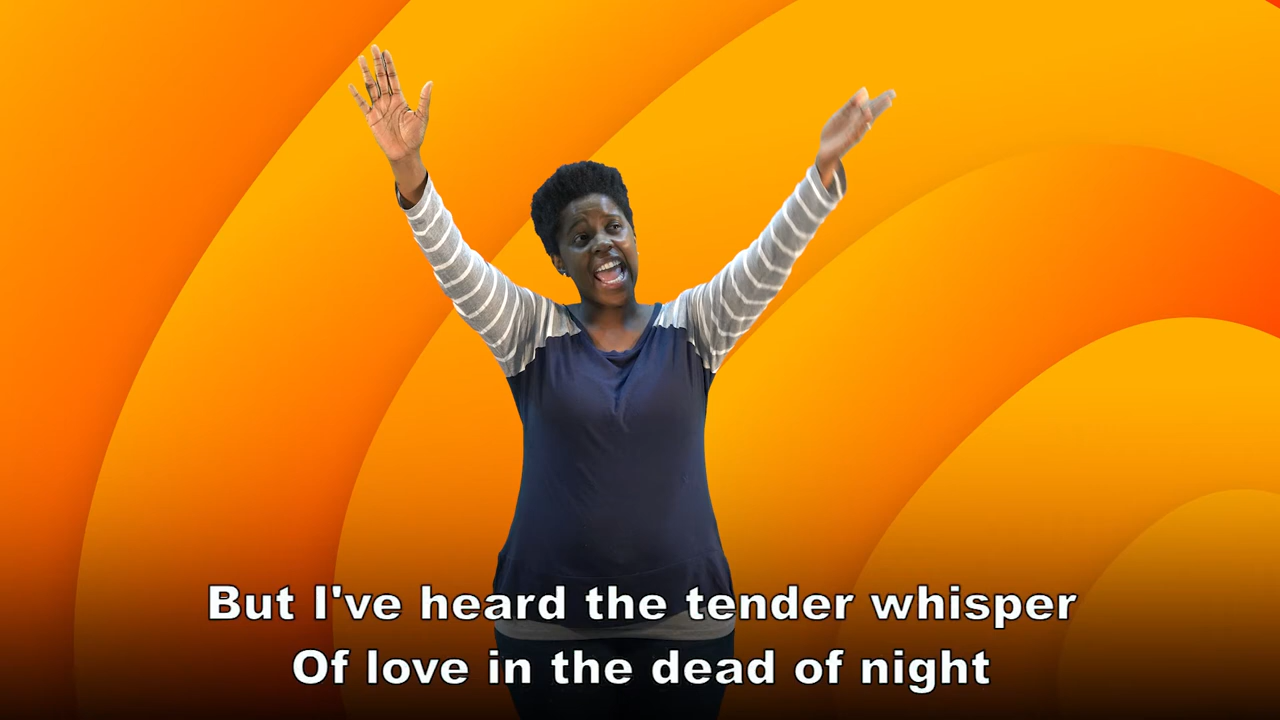 But I've heard the tender whisper
Of love in the dead of night